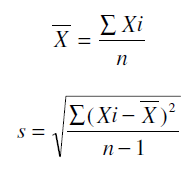 X̅ = ∑ Xi / n
s = √(∑(Xi − X̅)² / (n−1))